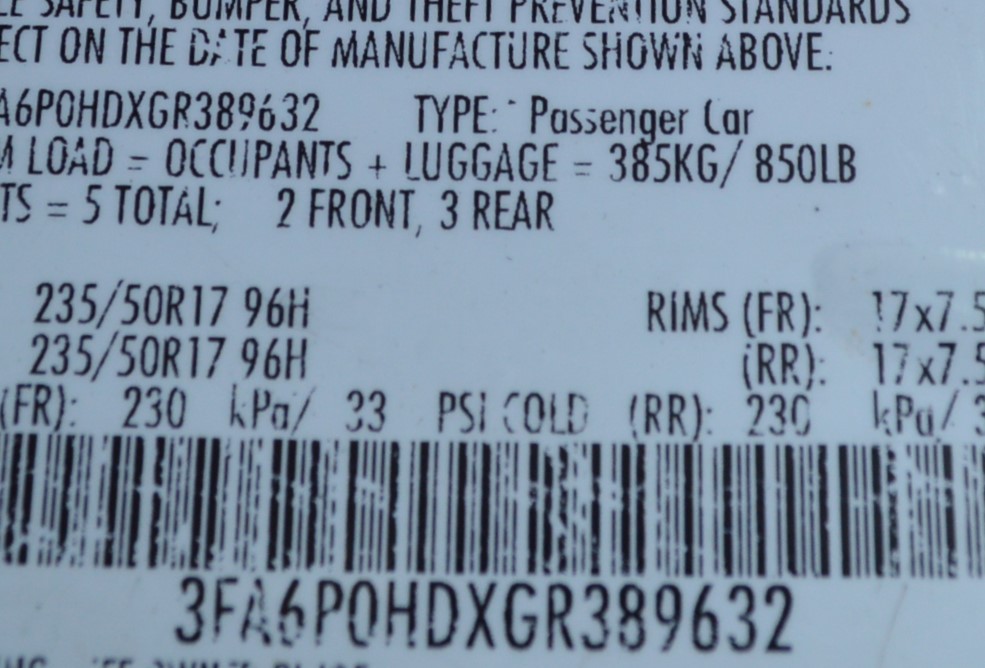 SAFETY, BUMPER, AND THEFT PREVENTION STANDARDS
ECT ON THE DATE OF MANUFACTURE SHOWN ABOVE:
A6P0HDXGR389632 TYPE: Passenger Car
M LOAD = OCCUPANTS + LUGGAGE = 385KG/ 850LB
TS = 5 TOTAL; 2 FRONT, 3 REAR
235/50R17 96H RIMS (FR): 17x7.5
235/50R17 96H (RR): 17x7.5
(FR): 230 kPa/ 33 PSI COLD (RR): 230 kPa/ 3
3FA6P0HDXGR389632